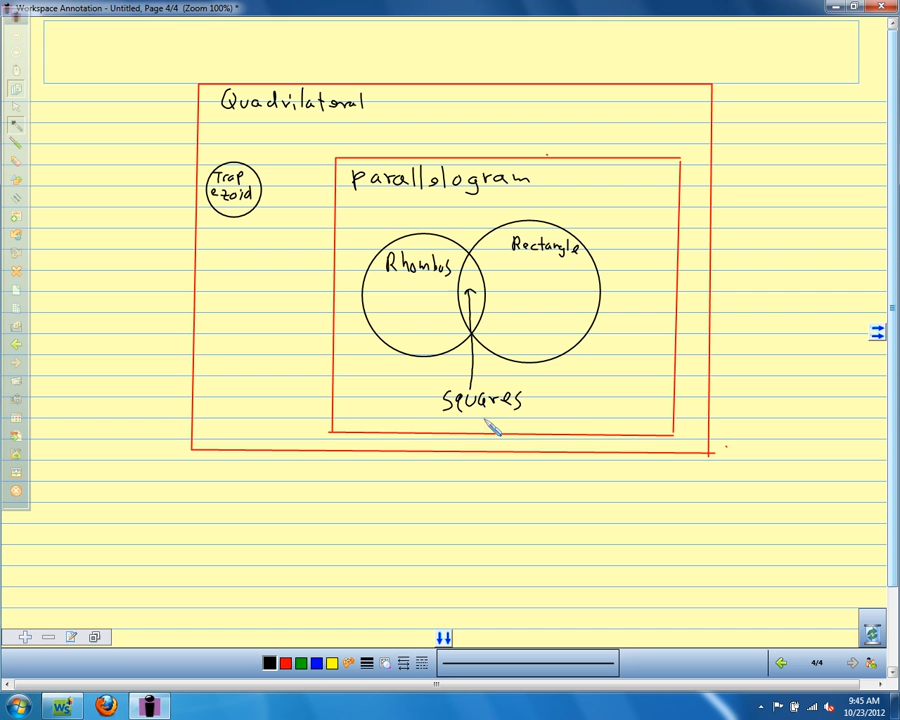 Workspace Annotation - Untitled, Page 4/4 (Zoom 100%) *
Quadrilateral
Trap
ezoid
parallelogram
Rhombus
Rectangle
squares
4/4
9:45 AM
10/23/2012